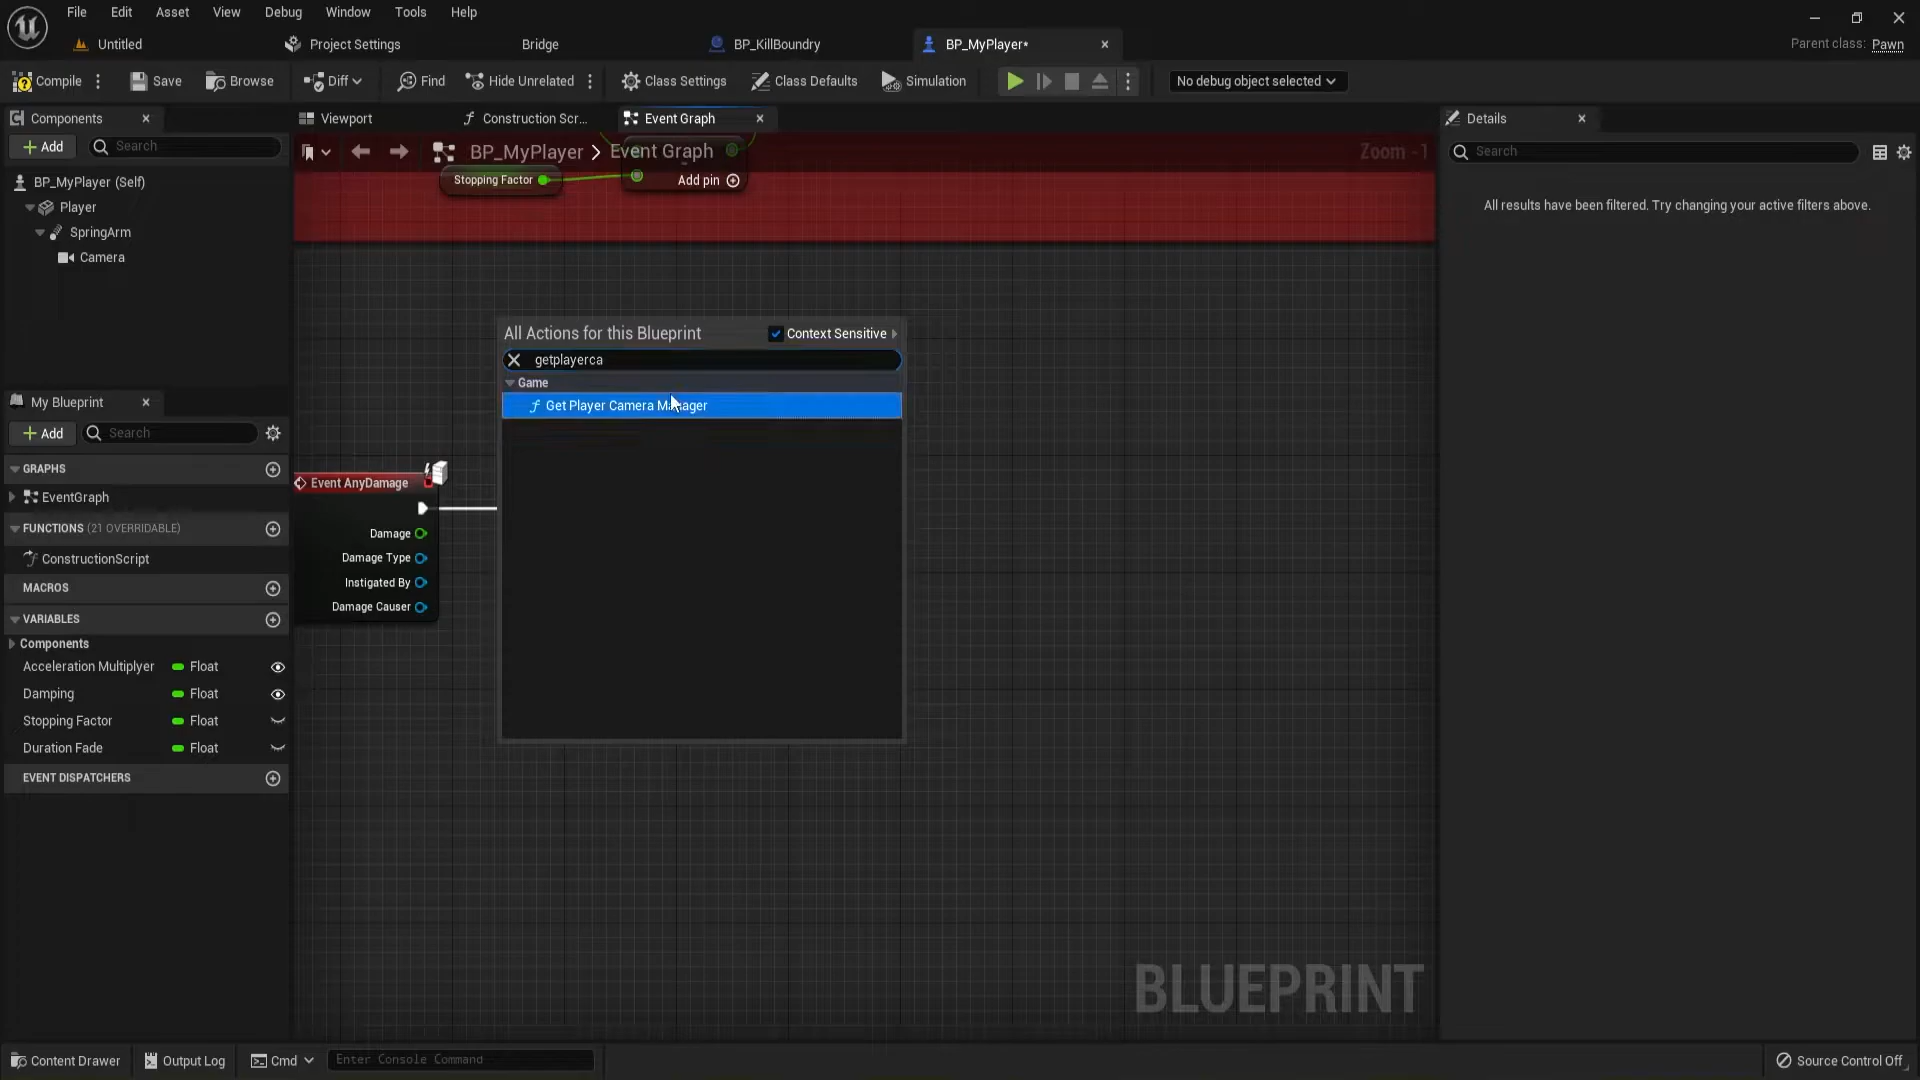 File Edit Asset View Debug Window Tools Help
Untitled Project Settings Bridge BP_KillBoundry BP_MyPlayer* Parent class: Pawn
Compile Save Browse Diff Find Hide Unrelated Class Settings Class Defaults Simulation No debug object selected
Components Viewport Construction Scr... Event Graph Details
Add Search BP_MyPlayer > Event Graph Zoom -1 Search
BP_MyPlayer (Self) Stopping Factor Add pin
Player All results have been filtered. Try changing your active filters above.
SpringArm
Camera
All Actions for this Blueprint Context Sensitive
getplayerca
Game
Get Player Camera Manager
My Blueprint
Add Search
GRAPHS
EventGraph
FUNCTIONS (21 OVERRIDABLE)
ConstructionScript
MACROS
VARIABLES
Components
Acceleration Multiplyer Float
Damping Float
Stopping Factor Float
Duration Fade Float
EVENT DISPATCHERS
Event AnyDamage
Damage
Damage Type
Instigated By
Damage Causer
BLUEPRINT
Content Drawer Output Log Cmd Enter Console Command Source Control Off